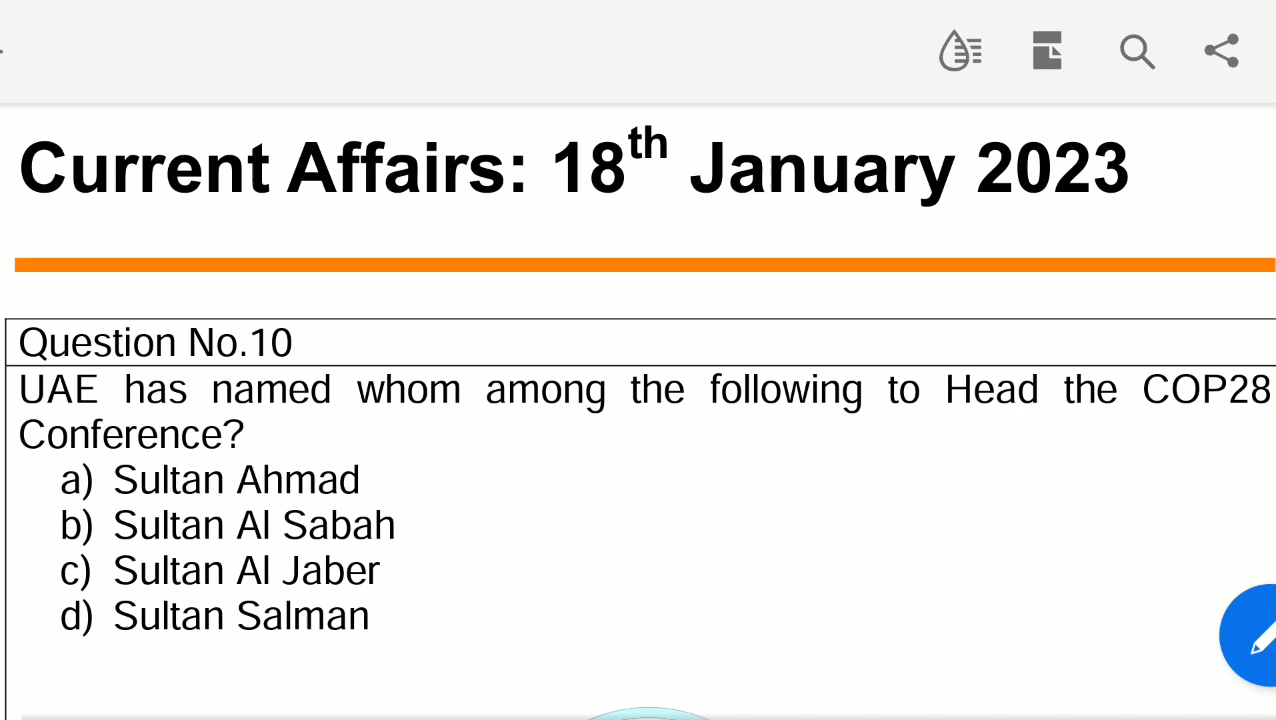 Current Affairs: 18th January 2023
Question No.10
UAE has named whom among the following to Head the COP28
Conference?
a) Sultan Ahmad
b) Sultan Al Sabah
c) Sultan Al Jaber
d) Sultan Salman